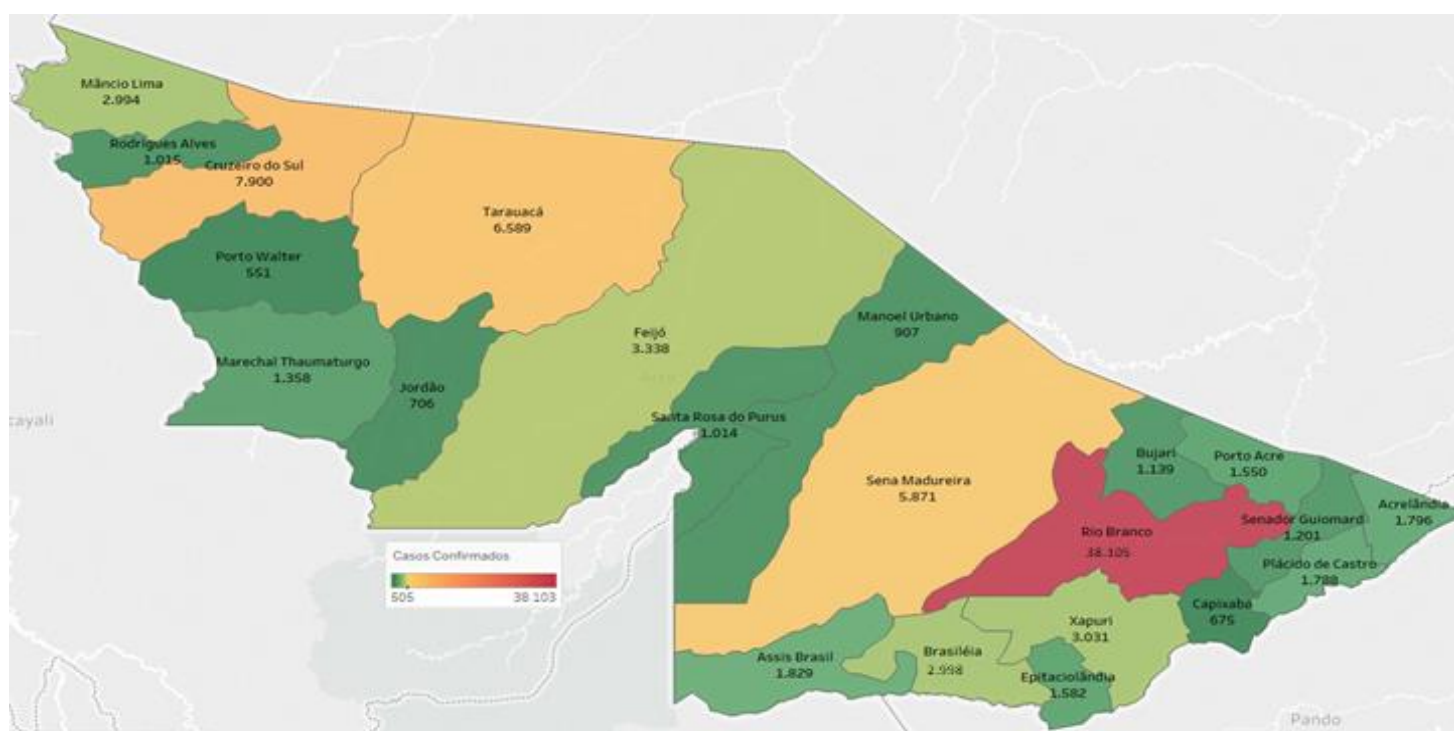 Mâncio Lima
2.994
Rodrigues Alves
1.015
Cruzeiro do Sul
7.900
Tarauacá
6.589
Porto Walter
551
Marechal Thaumaturgo
1.358
Jordão
706
Feijó
3.338
Manoel Urbano
907
Santa Rosa do Purus
1.014
Sena Madureira
5.871
Bujari
1.139
Porto Acre
1.550
Rio Branco
38.105
Senador Guiomard
1.201
Acrelândia
1.796
Plácido de Castro
1.788
Capixaba
675
Xapuri
3.031
Brasiléia
2.998
Assis Brasil
1.829
Epitaciolândia
1.582
Casos Confirmados
505 38 103
cayali
Pando